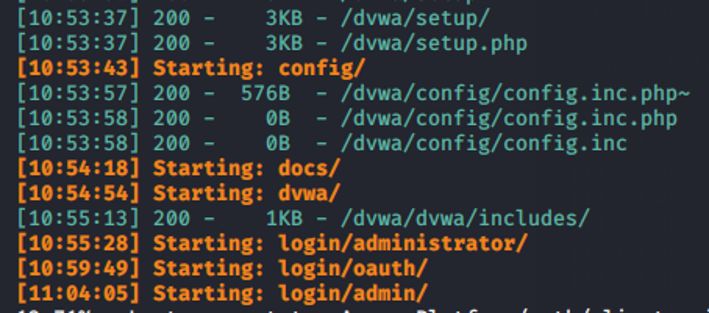 [10:53:37] 200 - 3KB - /dvwa/setup/
[10:53:37] 200 - 3KB - /dvwa/setup.php
[10:53:43] Starting: config/
[10:53:57] 200 - 576B - /dvwa/config/config.inc.php~
[10:53:58] 200 - 0B - /dvwa/config/config.inc.php
[10:53:58] 200 - 0B - /dvwa/config/config.inc
[10:54:18] Starting: docs/
[10:54:54] Starting: dvwa/
[10:55:13] 200 - 1KB - /dvwa/dvwa/includes/
[10:55:28] Starting: login/administrator/
[10:59:49] Starting: login/oauth/
[11:04:05] Starting: login/admin/